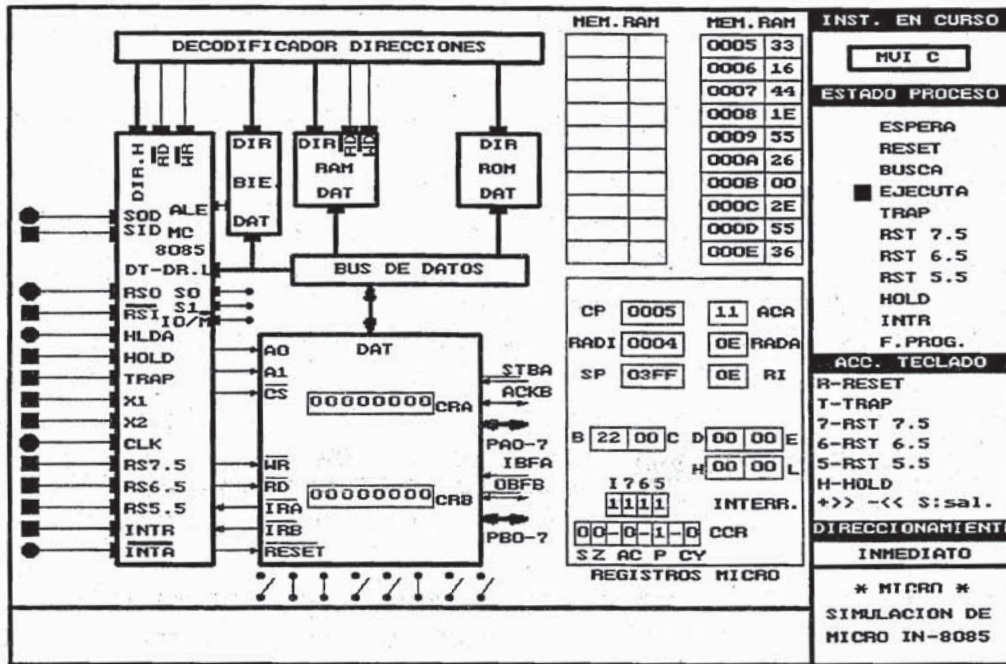 DECODIFICADOR DIRECCIONES
DIR.H
RD
WR
SOD
SID
ALE
MC
8085
DT-DR.L
RSO SO
RSI S1
IO/M
HLDA
HOLD
TRAP
X1
X2
CLK
RS7.5
RS6.5
RS5.5
INTR
INTA
DIR
BIE.
DAT
DIR RD WD
RAM
DAT
DIR
ROM
DAT
BUS DE DATOS
DAT
A0
A1
CS
00000000 CRA
WR
RD
00000000 CRB
IRA
IRB
RESET
STBA
ACKB
PA0-7
IBFA
OBFB
PB0-7
MEM.RAM
MEM.RAM
0005 33
0006 16
0007 44
0008 1E
0009 55
000A 26
000B 00
000C 2E
000D 55
000E 36
CP 0005 11 ACA
RADI 0004 0E RADA
SP 03FF 0E RI
B 22 00 C D 00 00 E
H 00 00 L
I765
1111 INTERR.
00-0-1-0 CCR
SZ AC P CY
REGISTROS MICRO
INST. EN CURSO
MVI C
ESTADO PROCESO
ESPERA
RESET
BUSCA
EJECUTA
TRAP
RST 7.5
RST 6.5
RST 5.5
HOLD
INTR
F.PROG.
ACC. TECLADO
R-RESET
T-TRAP
7-RST 7.5
6-RST 6.5
5-RST 5.5
H-HOLD
+>> -<< S:sal.
DIRECCIONAMIENT
INMEDIATO
* MICRO *
SIMULACION DE
MICRO IN-8085